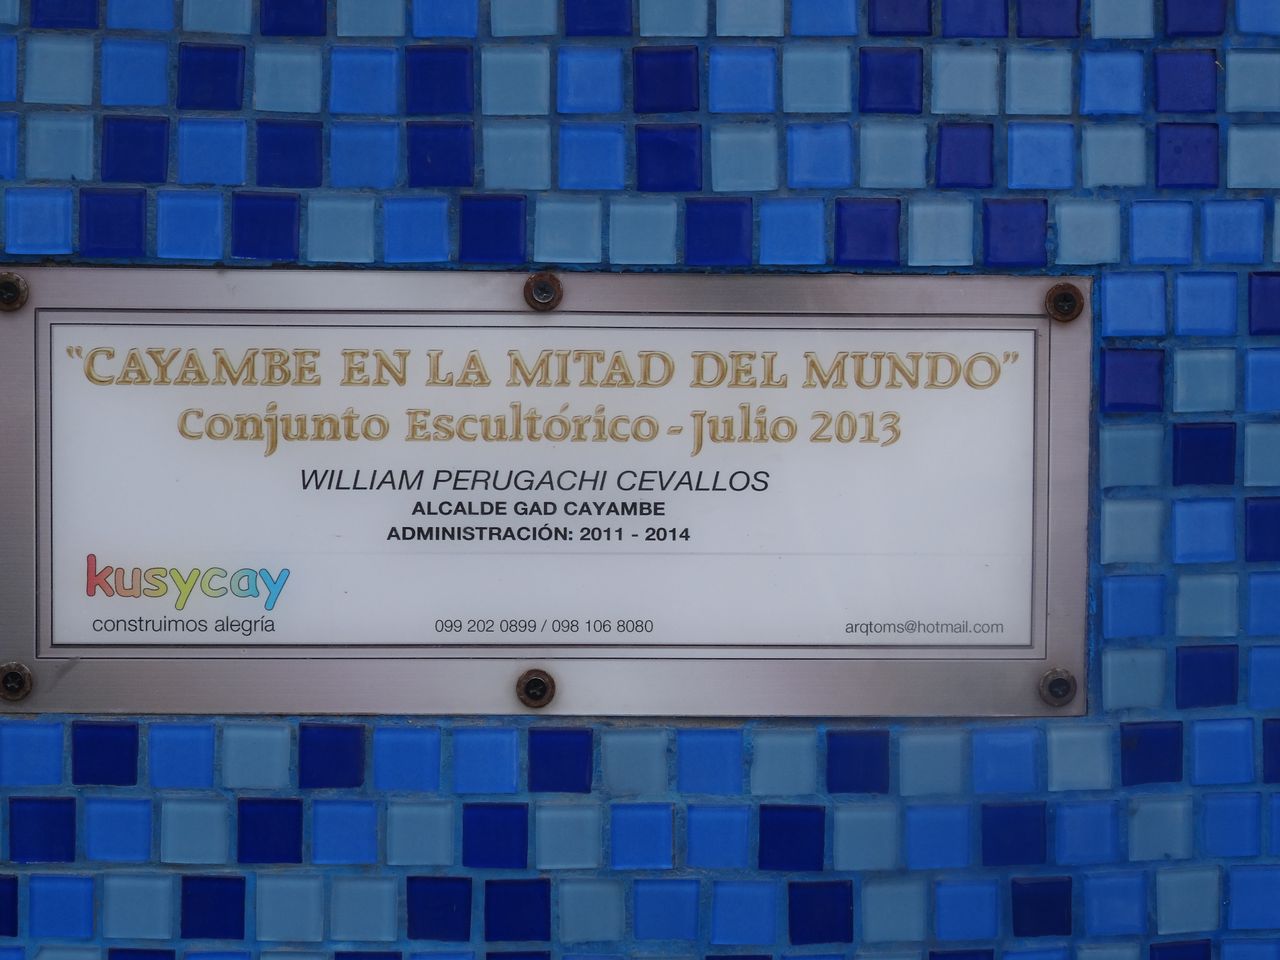 “CAYAMBE EN LA MITAD DEL MUNDO”
Conjunto Escultórico - Julio 2013
WILLIAM PERUGACHI CEVALLOS
ALCALDE GAD CAYAMBE
ADMINISTRACIÓN: 2011 - 2014
kusycay
construimos alegría
099 202 0899 / 098 106 8080
arqtoms@hotmail.com